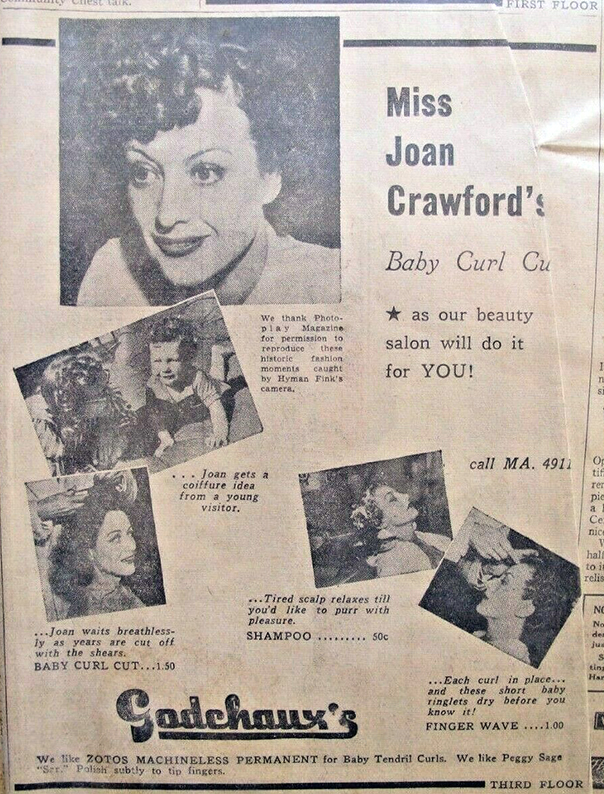 Community Chest talk.
FIRST FLOOR
Miss
Joan
Crawford's
Baby Curl Cu
★ as our beauty
salon will do it
for YOU!
We thank Photo-
play Magazine
for permission to
reproduce these
historic fashion
moments caught
by Hyman Fink's
camera.
call MA. 4911
... Joan gets a
coiffure idea
from a young
visitor.
...Tired scalp relaxes till
you'd like to purr with
pleasure.
SHAMPOO ......... 50c
...Joan waits breathless-
ly as years are cut off
with the shears.
BABY CURL CUT...1.50
...Each curl in place...
and these short baby
ringlets dry before you
know it!
FINGER WAVE ....1.00
Godchaux's
We like ZOTOS MACHINELESS PERMANENT for Baby Tendril Curls. We like Peggy Sage
Polish subtly to tip fingers.
THIRD FLOOR